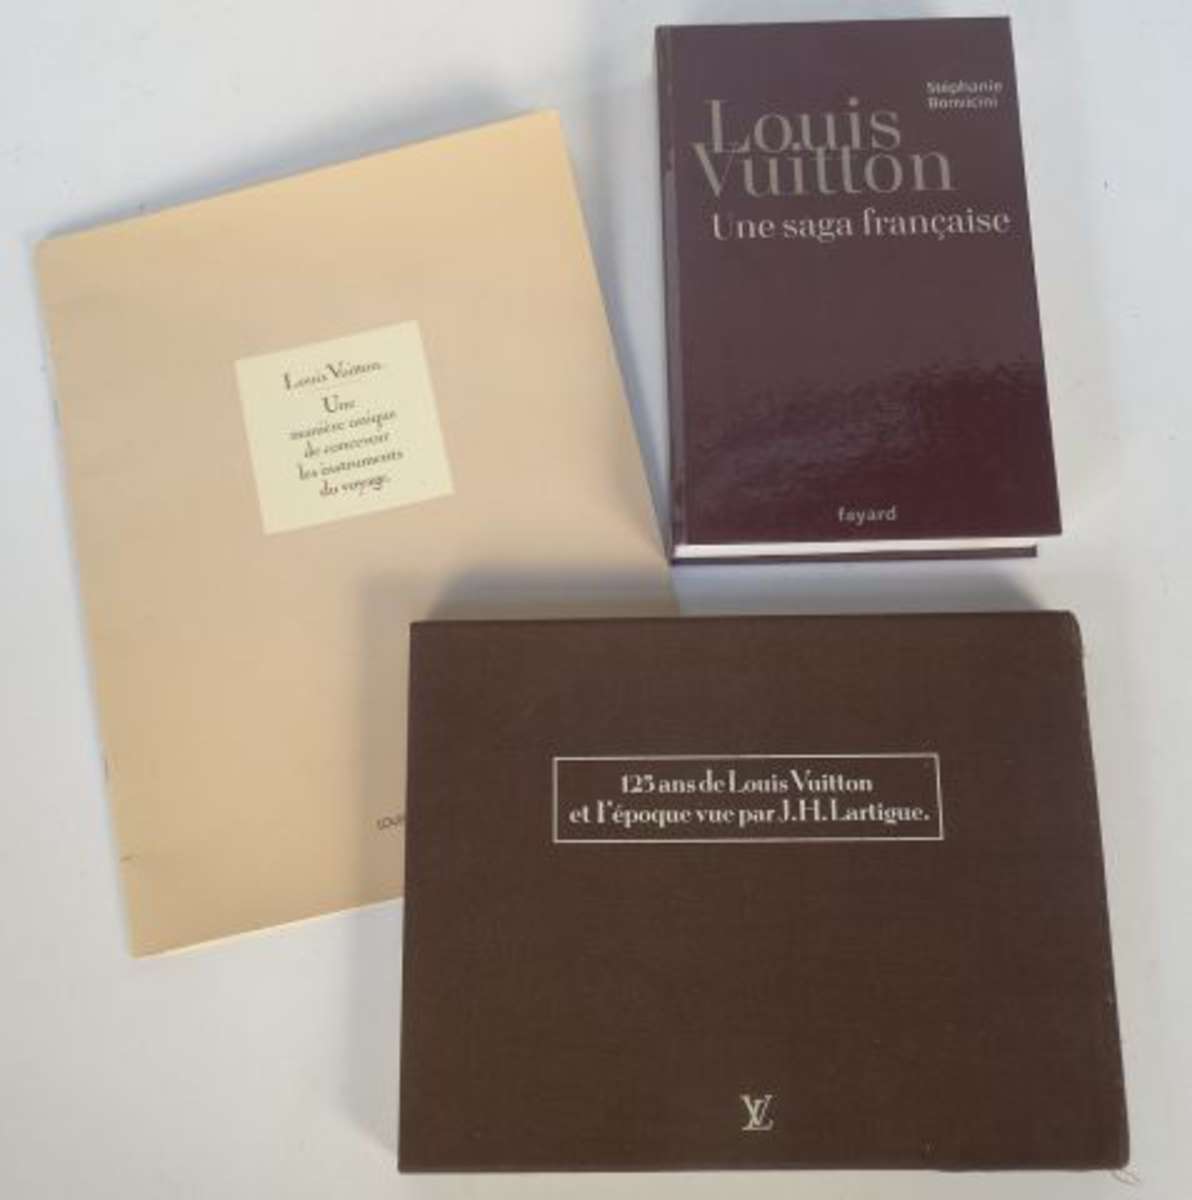 Louis Vuitton.
Une
manière unique
de concevoir
les instruments
du voyage.
Stéphanie
Bonvicini
Louis
Vuitton
Une saga française
fayard
125 ans de Louis Vuitton
et l'époque vue par J.H. Lartigue.
LV